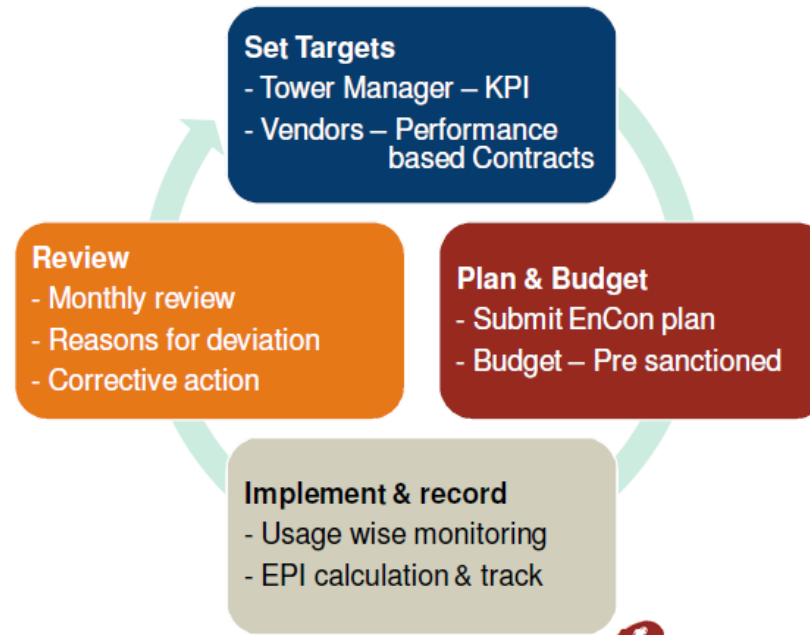 Set Targets
- Tower Manager – KPI
- Vendors – Performance
based Contracts
Plan & Budget
- Submit EnCon plan
- Budget – Pre sanctioned
Implement & record
- Usage wise monitoring
- EPI calculation & track
Review
- Monthly review
- Reasons for deviation
- Corrective action